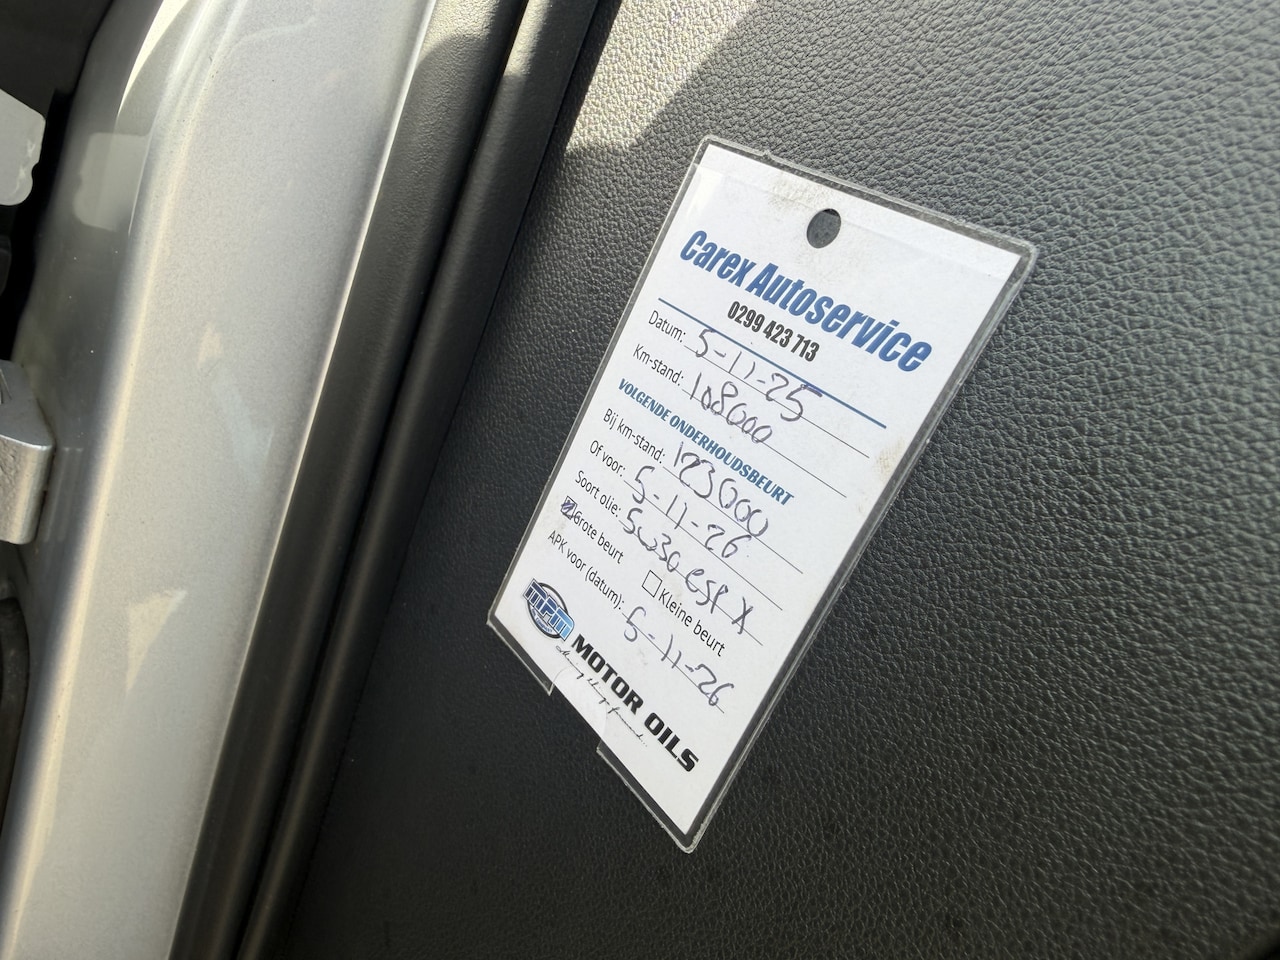 Carex Autoservice
0299 423 713
Datum: 5-11-25
Km-stand: 108000
VOLGENDE ONDERHOUDSBEURT
Bij km-stand: 123000
Of voor: 5-11-26
Soort olie: 5w30 ESP X
Grote beurt Kleine beurt
APK voor (datum): 5-11-26
MPM
MOTOR OILS